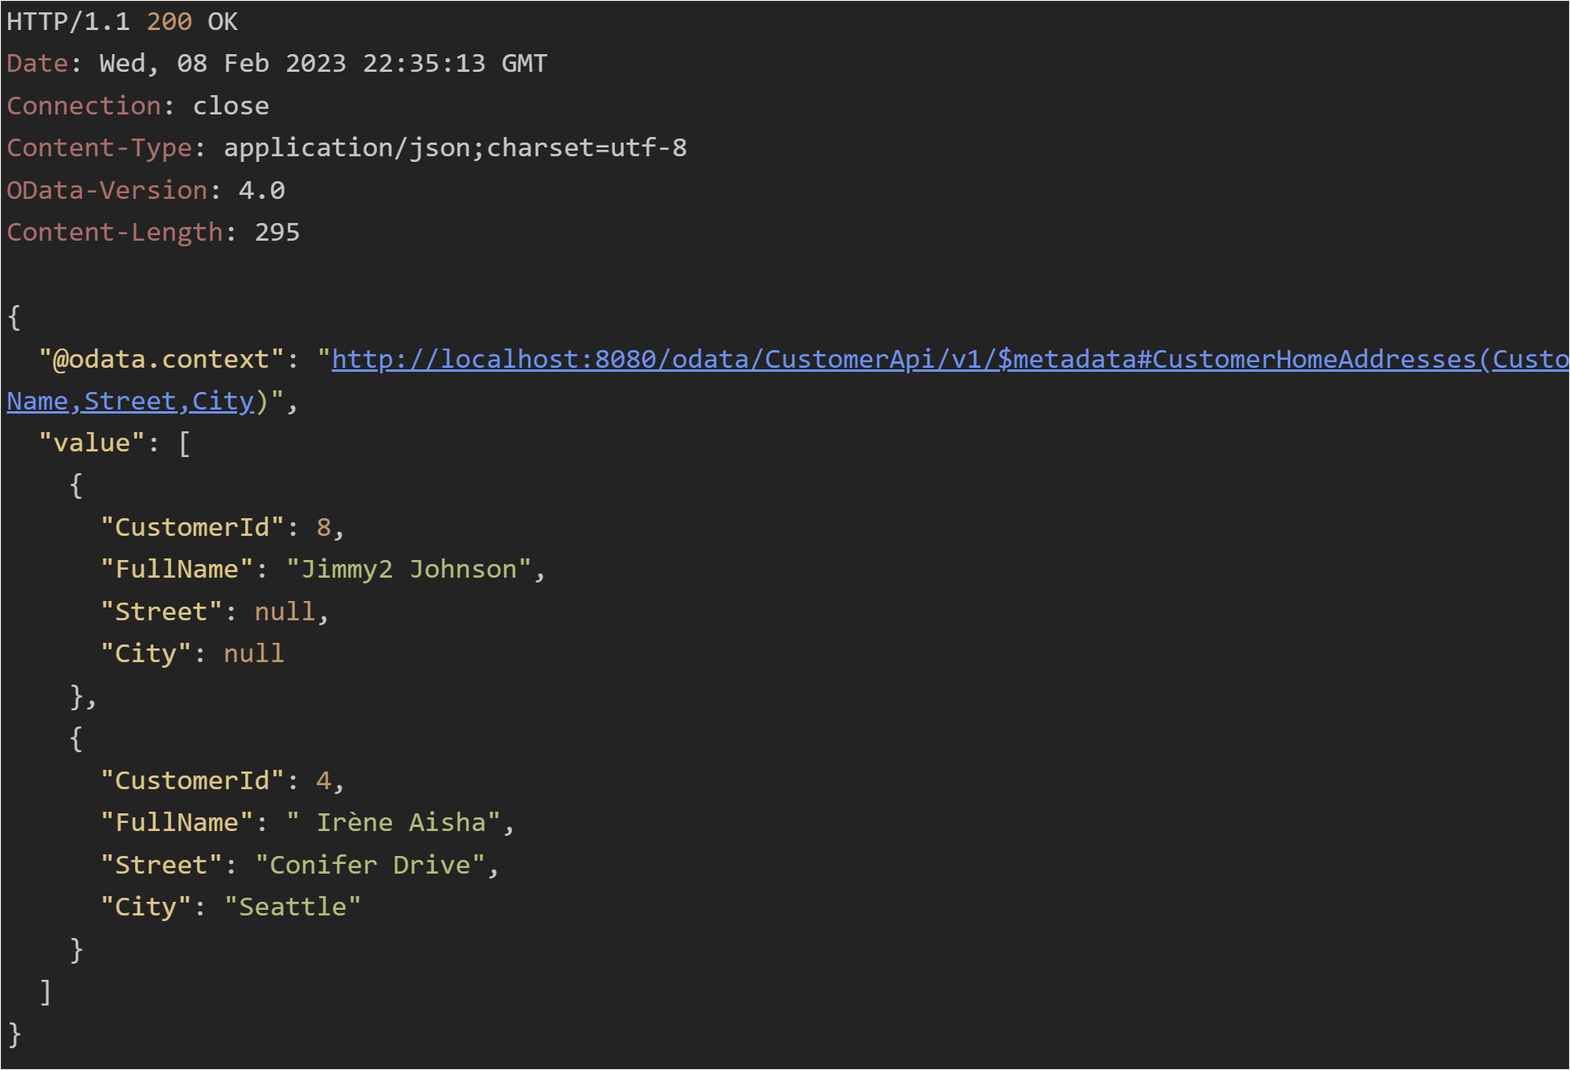 HTTP/1.1 200 OK
Date: Wed, 08 Feb 2023 22:35:13 GMT
Connection: close
Content-Type: application/json;charset=utf-8
OData-Version: 4.0
Content-Length: 295
{
"@odata.context": "http://localhost:8080/odata/CustomerApi/v1/$metadata#CustomerHomeAddresses(Custo
Name,Street,City)",
"value": [
{
"CustomerId": 8,
"FullName": "Jimmy2 Johnson",
"Street": null,
"City": null
},
{
"CustomerId": 4,
"FullName": " Irène Aisha",
"Street": "Conifer Drive",
"City": "Seattle"
}
]
}